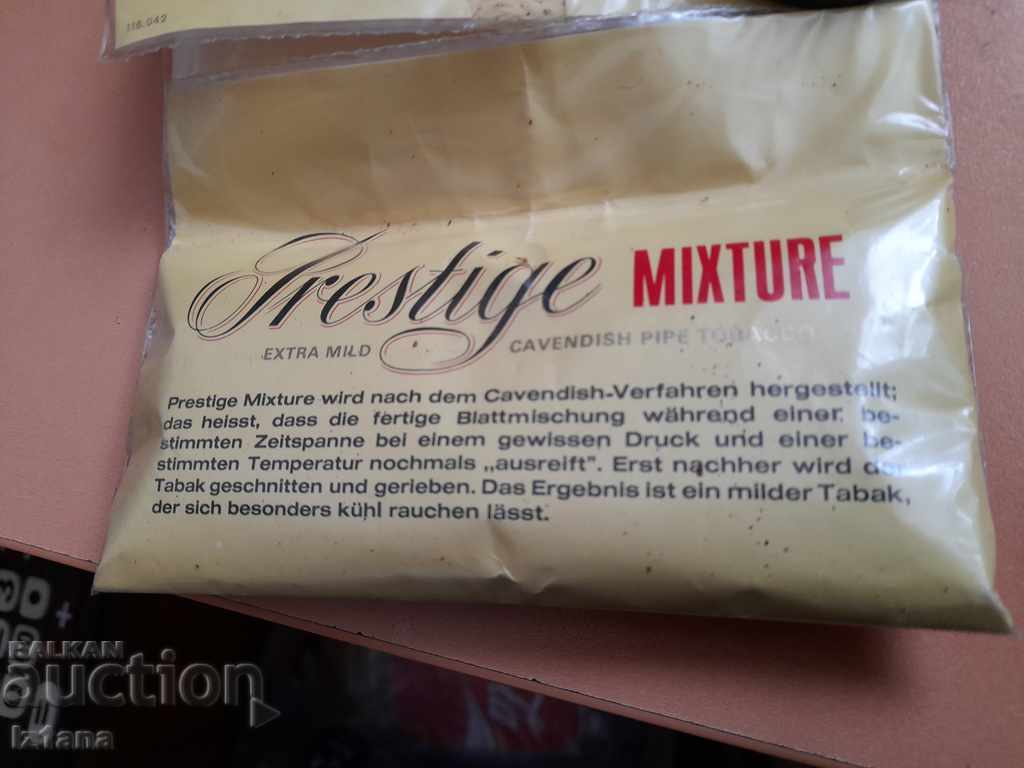 116.042
Prestige MIXTURE
EXTRA MILD CAVENDISH PIPE TOBACCO
Prestige Mixture wird nach dem Cavendish-Verfahren hergestellt;
das heisst, dass die fertige Blattmischung während einer be-
stimmten Zeitspanne bei einem gewissen Druck und einer be-
stimmten Temperatur nochmals „ausreift". Erst nachher wird der
Tabak geschnitten und gerieben. Das Ergebnis ist ein milder Tabak,
der sich besonders kühl rauchen lässt.
BALKAN
auction
Iziana